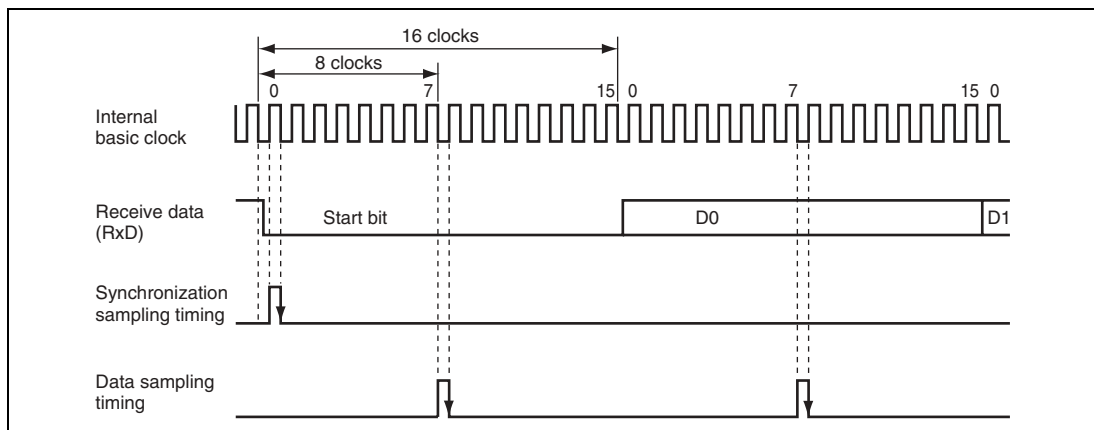 16 clocks
8 clocks
0 7 15 0 7 15 0
Internal
basic clock
Receive data
(RxD)
Start bit D0 D1
Synchronization
sampling timing
Data sampling
timing